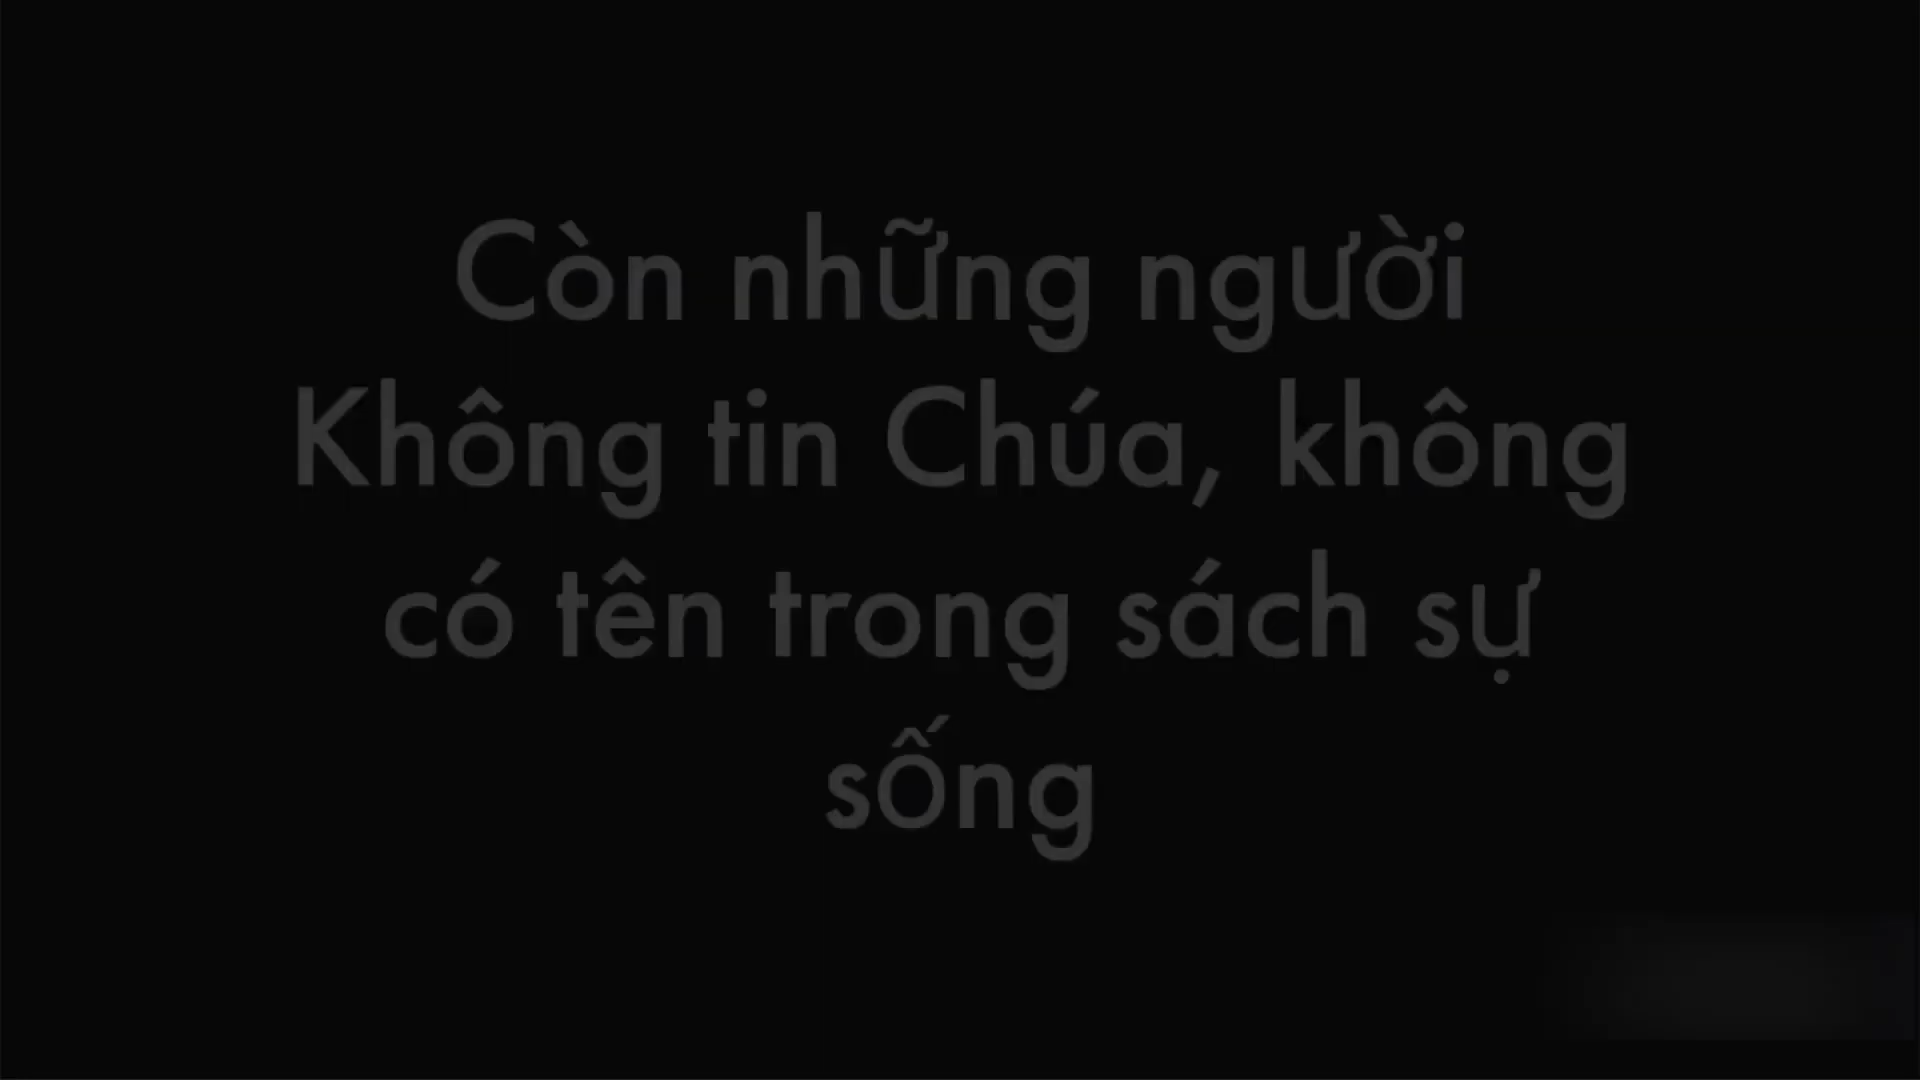 Còn những người
Không tin Chúa, không
có tên trong sách sự
sống